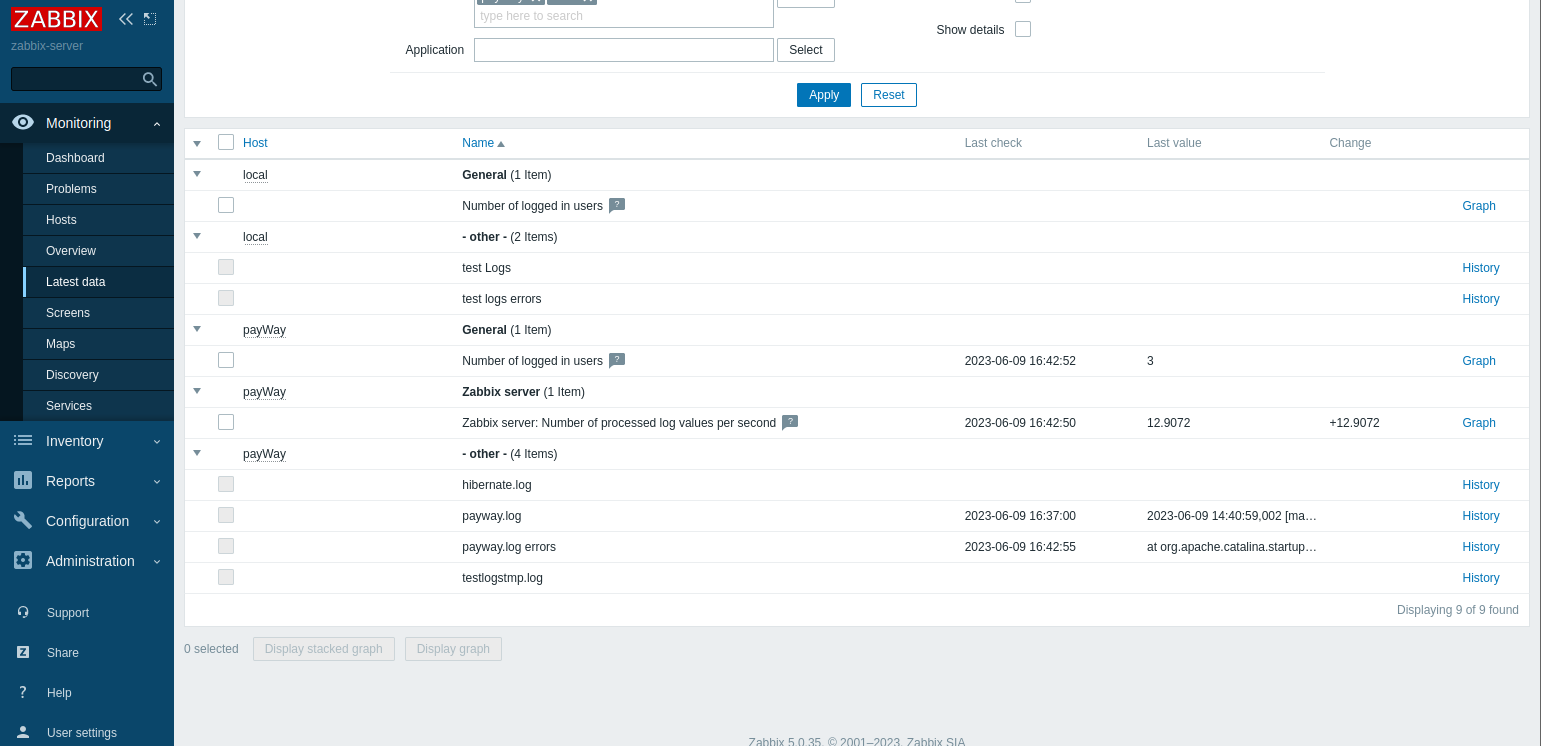 ZABBIX
zabbix-server
type here to search
Show details
Application
Select
Apply
Reset
Monitoring
Dashboard
Problems
Hosts
Overview
Latest data
Screens
Maps
Discovery
Services
Inventory
Reports
Configuration
Administration
Support
Share
Help
User settings
Host Name Last check Last value Change
local General (1 Item)
Number of logged in users ? Graph
local - other - (2 Items)
test Logs History
test logs errors History
payWay General (1 Item)
Number of logged in users ? 2023-06-09 16:42:52 3 Graph
payWay Zabbix server (1 Item)
Zabbix server: Number of processed log values per second ? 2023-06-09 16:42:50 12.9072 +12.9072 Graph
payWay - other - (4 Items)
hibernate.log History
payway.log 2023-06-09 16:37:00 2023-06-09 14:40:59,002 [ma… History
payway.log errors 2023-06-09 16:42:55 at org.apache.catalina.startup… History
testlogstmp.log History
Displaying 9 of 9 found
0 selected Display stacked graph Display graph
Zabbix 5.0.35. © 2001–2023, Zabbix SIA